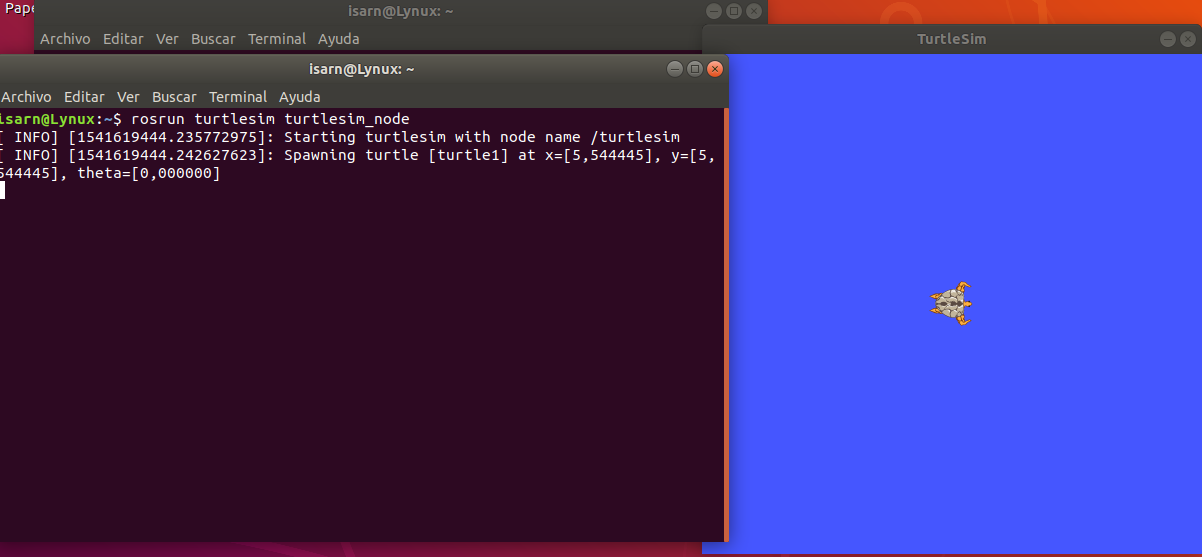 Pape
isarn@Lynux: ~
Archivo Editar Ver Buscar Terminal Ayuda
TurtleSim
isarn@Lynux: ~
Archivo Editar Ver Buscar Terminal Ayuda
isarn@Lynux:~$ rosrun turtlesim turtlesim_node
[ INFO] [1541619444.235772975]: Starting turtlesim with node name /turtlesim
[ INFO] [1541619444.242627623]: Spawning turtle [turtle1] at x=[5,544445], y=[5,
544445], theta=[0,000000]